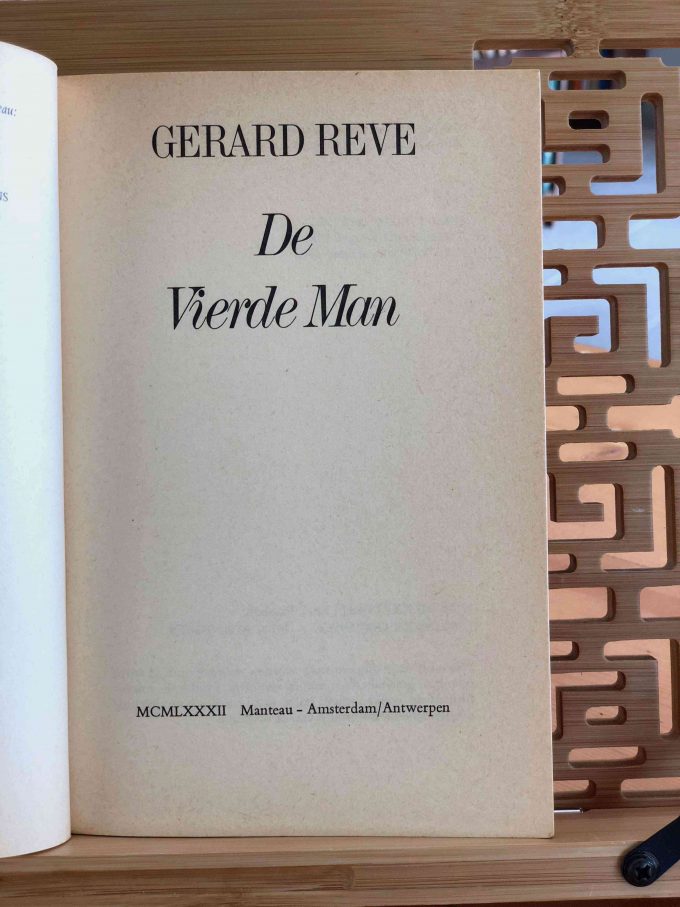 GERARD REVE
De
Vierde Man
MCMLXXXII Manteau – Amsterdam/Antwerpen